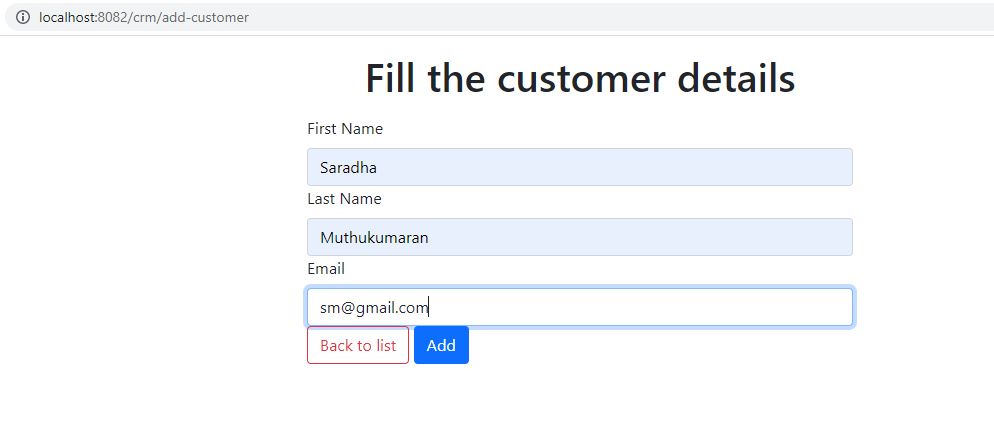 localhost:8082/crm/add-customer
Fill the customer details
First Name
Saradha
Last Name
Muthukumaran
Email
sm@gmail.com
Back to list Add